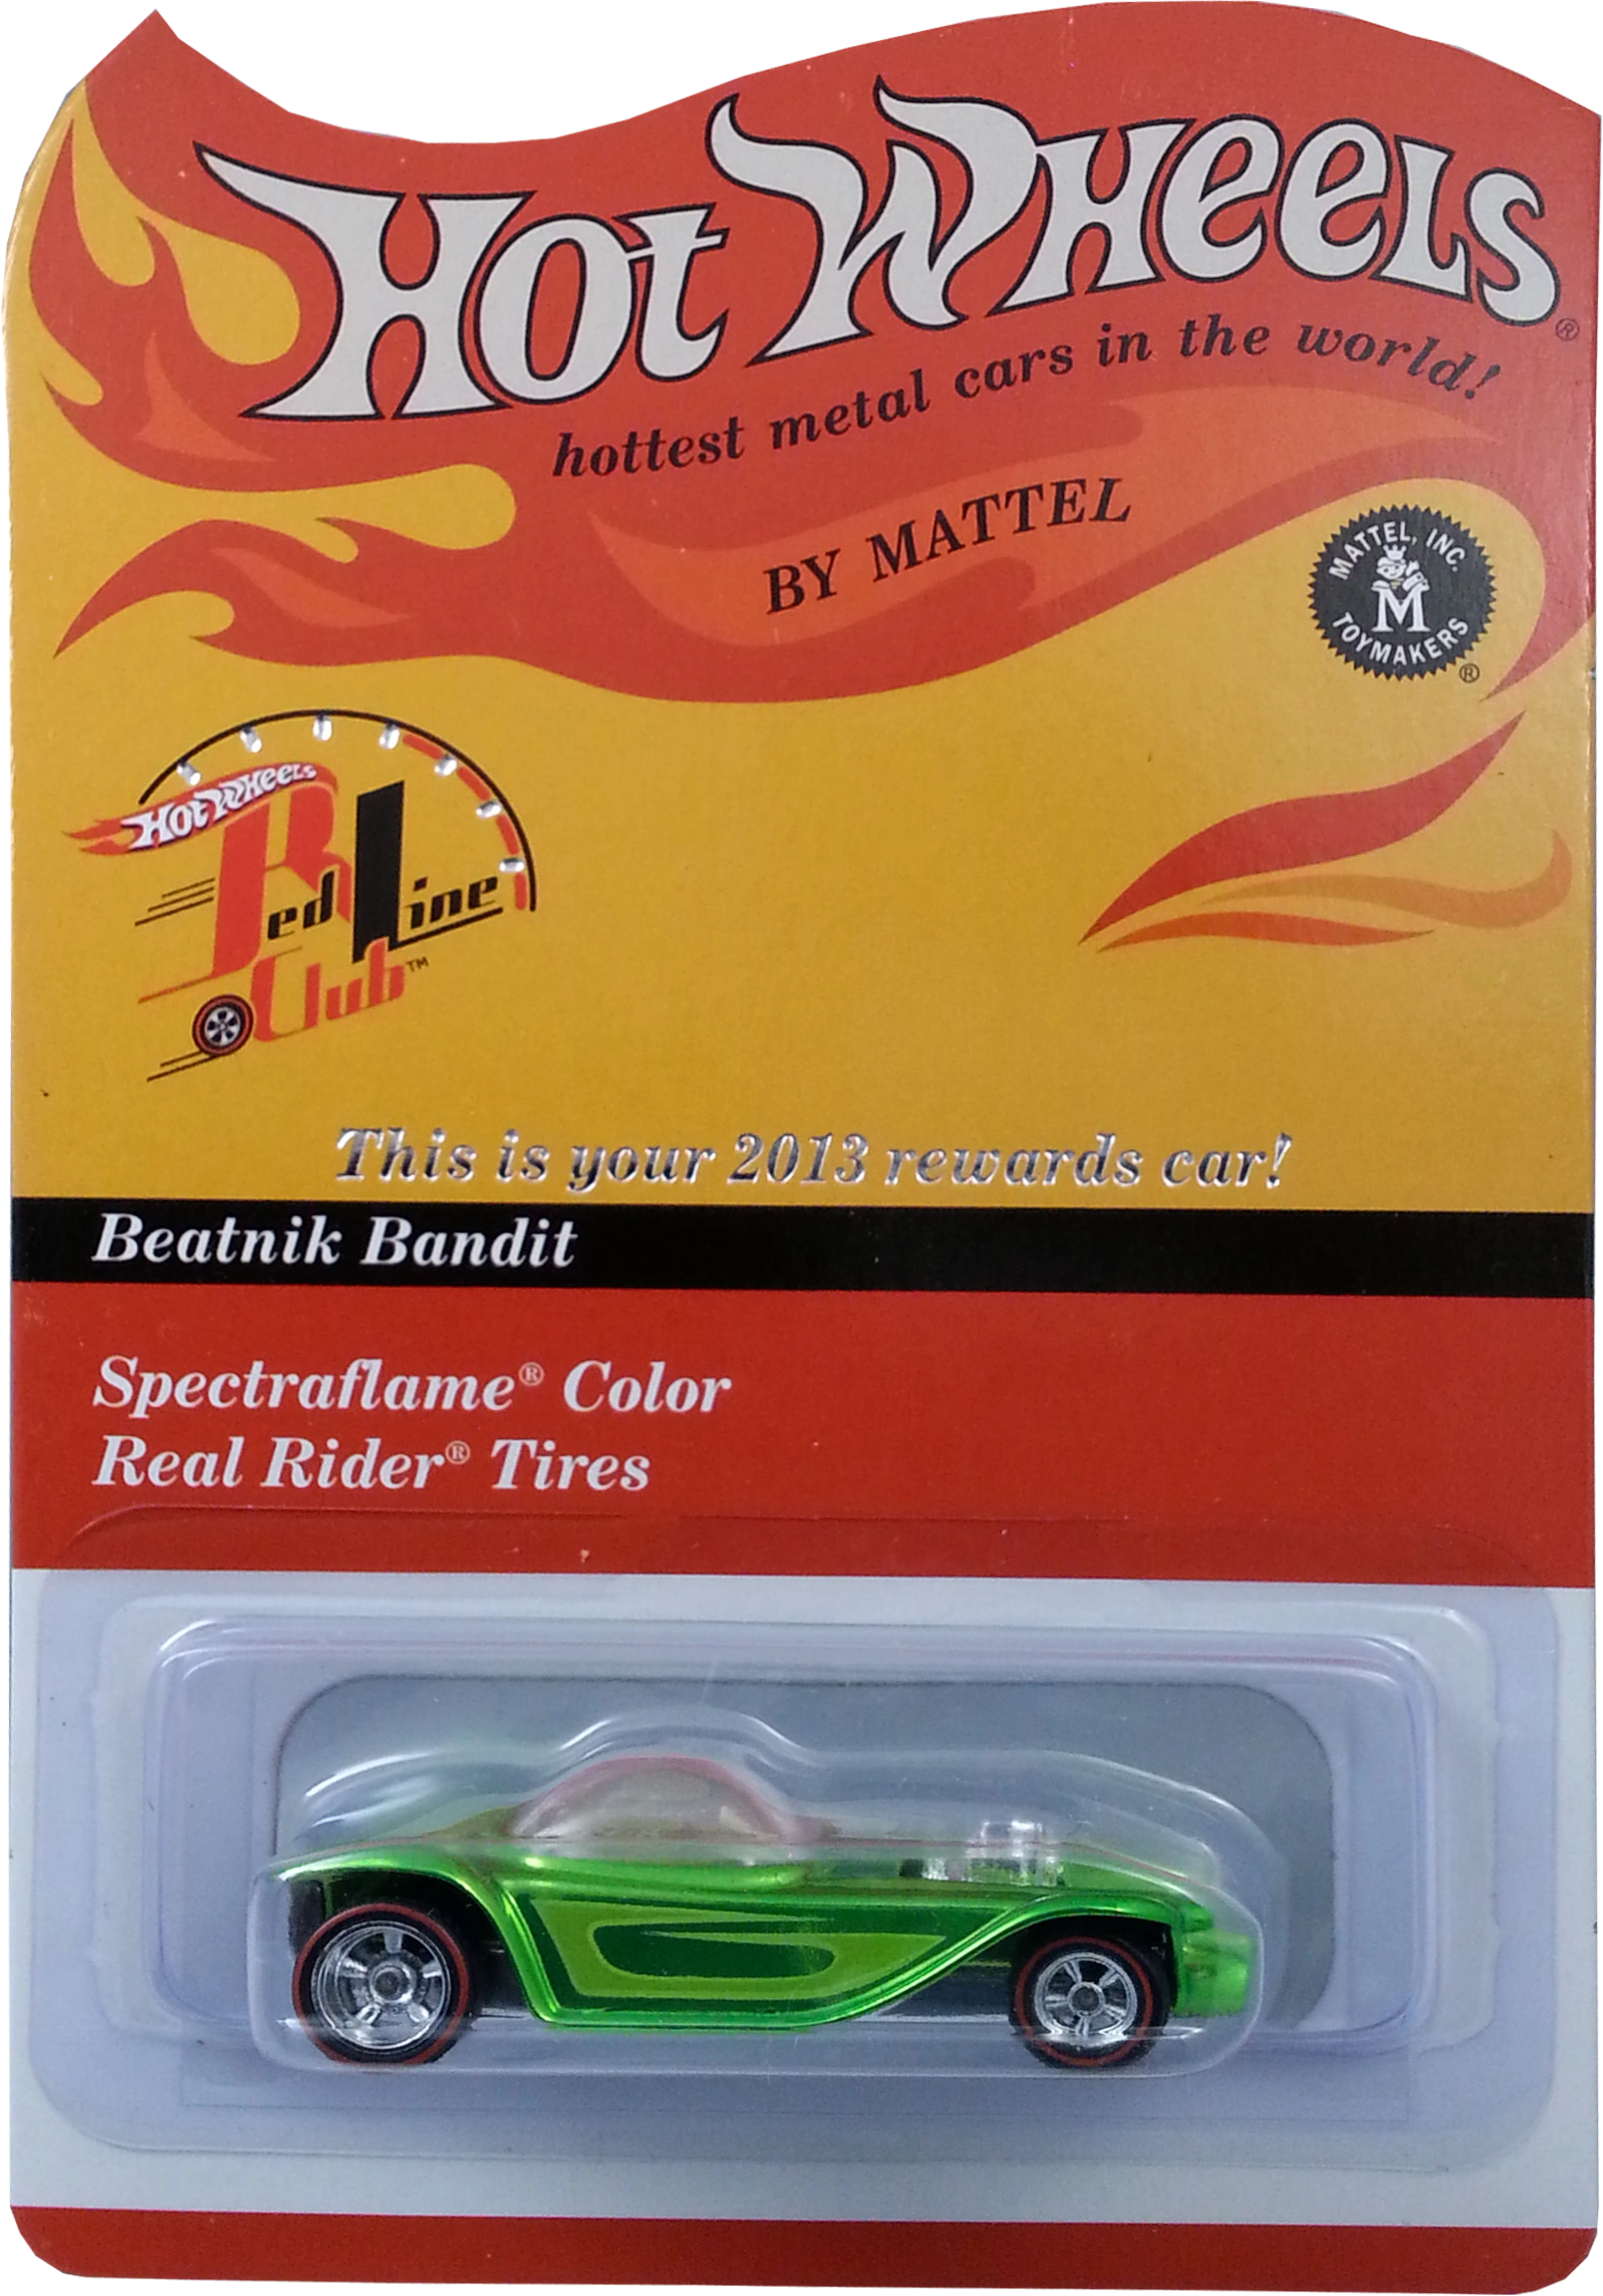 Hot Wheels®
hottest metal cars in the world!
BY MATTEL
MATTEL, INC.
M
TOYMAKERS
®
Hot Wheels
Red Line
Club™
This is your 2013 rewards car!
Beatnik Bandit
Spectraflame® Color
Real Rider® Tires